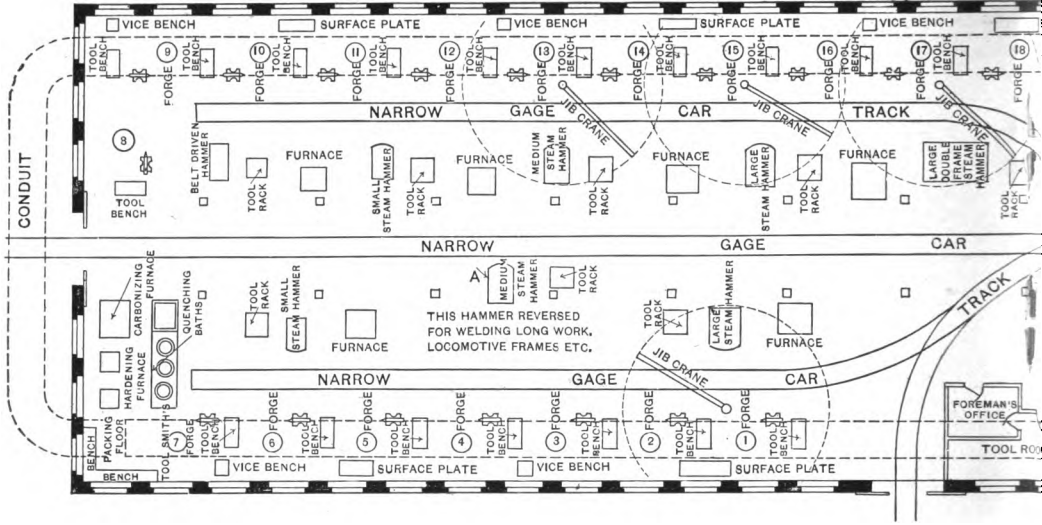 VICE BENCH
SURFACE PLATE
VICE BENCH
SURFACE PLATE
VICE BENCH
TOOL BENCH
9
FORGE
TOOL BENCH
10
FORGE
TOOL BENCH
11
FORGE
TOOL BENCH
12
FORGE
TOOL BENCH
13
FORGE
TOOL BENCH
14
FORGE
TOOL BENCH
15
FORGE
TOOL BENCH
16
FORGE
TOOL BENCH
17
FORGE
TOOL BENCH
18
FORGE
NARROW GAGE CAR TRACK
JIB CRANE
JIB CRANE
JIB CRANE
8
TOOL BENCH
BELT DRIVEN HAMMER
TOOL RACK
FURNACE
SMALL STEAM HAMMER
TOOL RACK
FURNACE
MEDIUM STEAM HAMMER
TOOL RACK
FURNACE
LARGE STEAM HAMMER
TOOL RACK
FURNACE
LARGE DOUBLE FRAME STEAM HAMMER
TOOL RACK
CONDUIT
NARROW GAGE CAR
TRACK
CARBONIZING FURNACE
QUENCHING BATHS
HARDENING FURNACE
TOOL RACK
SMALL STEAM HAMMER
FURNACE
A
MEDIUM STEAM HAMMER
TOOL RACK
THIS HAMMER REVERSED
FOR WELDING LONG WORK,
LOCOMOTIVE FRAMES ETC.
TOOL RACK
LARGE STEAM HAMMER
FURNACE
JIB CRANE
NARROW GAGE CAR
FOREMAN'S
OFFICE
TOOL
BENCH
PACKING FLOOR
BENCH
TOOL SMITH'S FORGE
7
TOOL BENCH
FORGE
6
TOOL BENCH
FORGE
5
TOOL BENCH
FORGE
4
TOOL BENCH
FORGE
3
TOOL BENCH
FORGE
2
TOOL BENCH
FORGE
1
TOOL BENCH
VICE BENCH
SURFACE PLATE
VICE BENCH
SURFACE PLATE